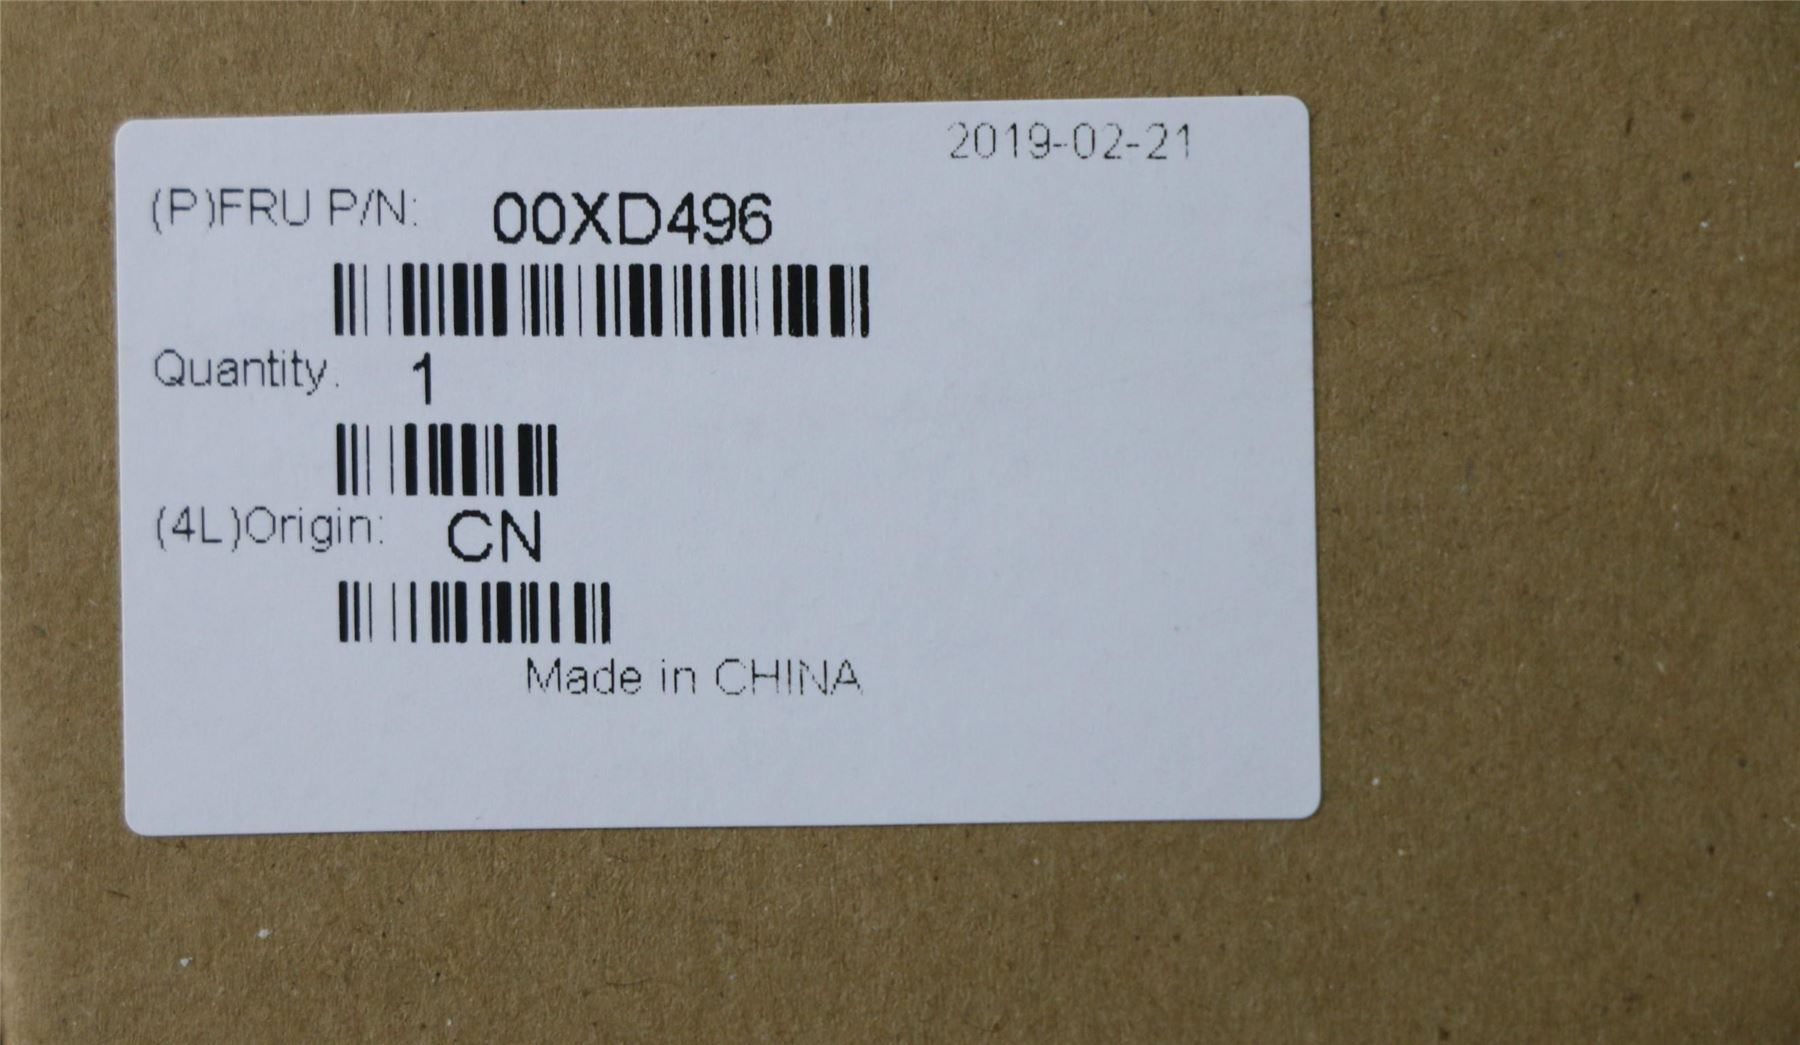 2019-02-21
(P)FRU P/N: 00XD496
Quantity: 1
(4L)Origin: CN
Made in CHINA